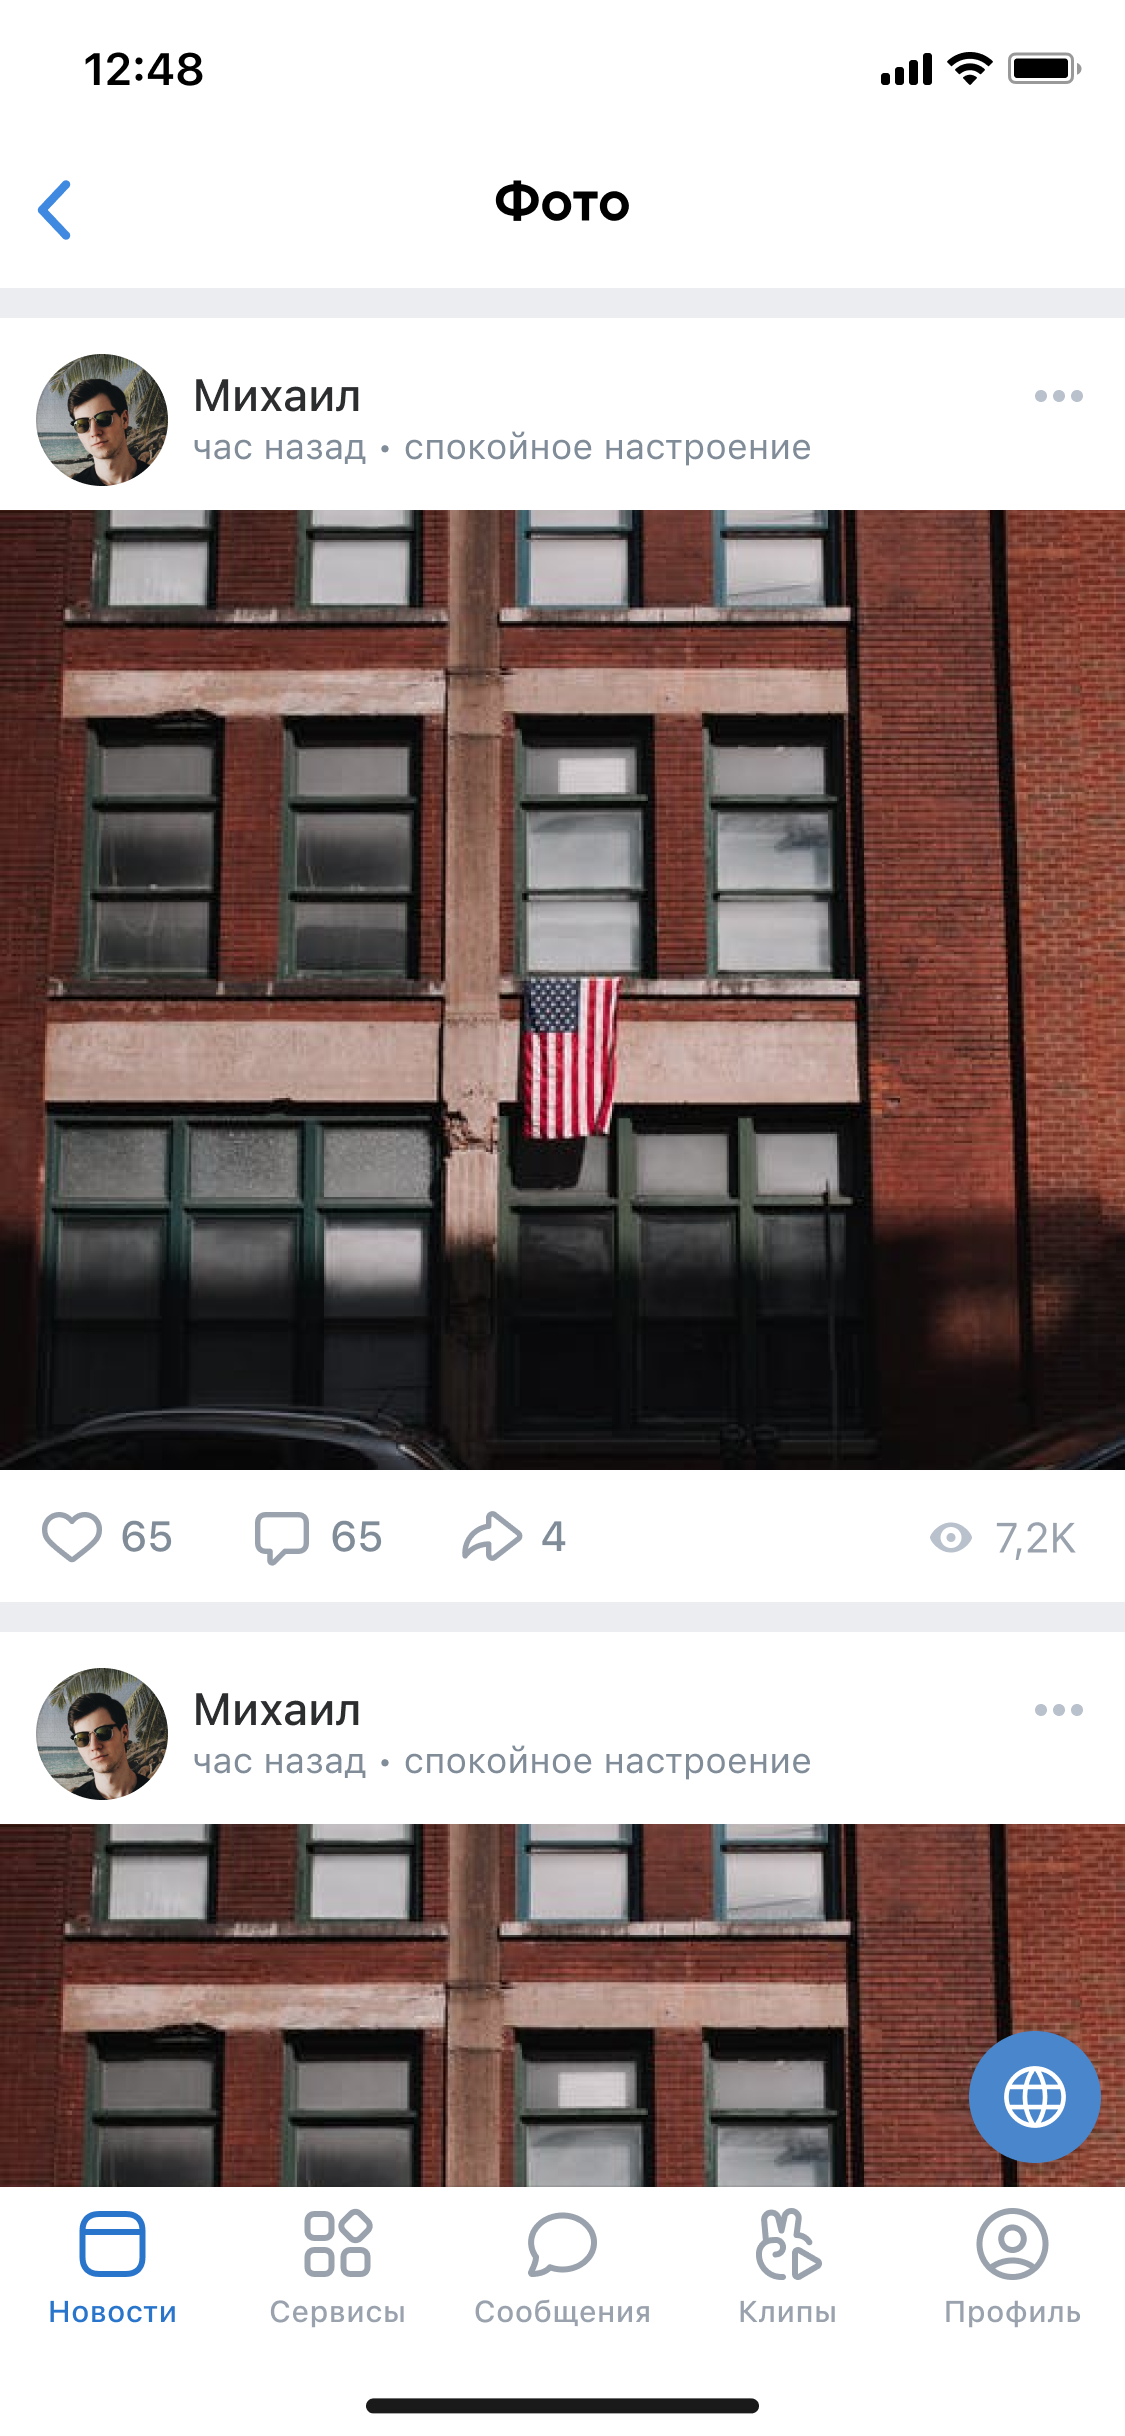 12:48
Фото
Михаил
час назад • спокойное настроение
65 65 4 7,2K
Михаил
час назад • спокойное настроение
Новости Сервисы Сообщения Клипы Профиль